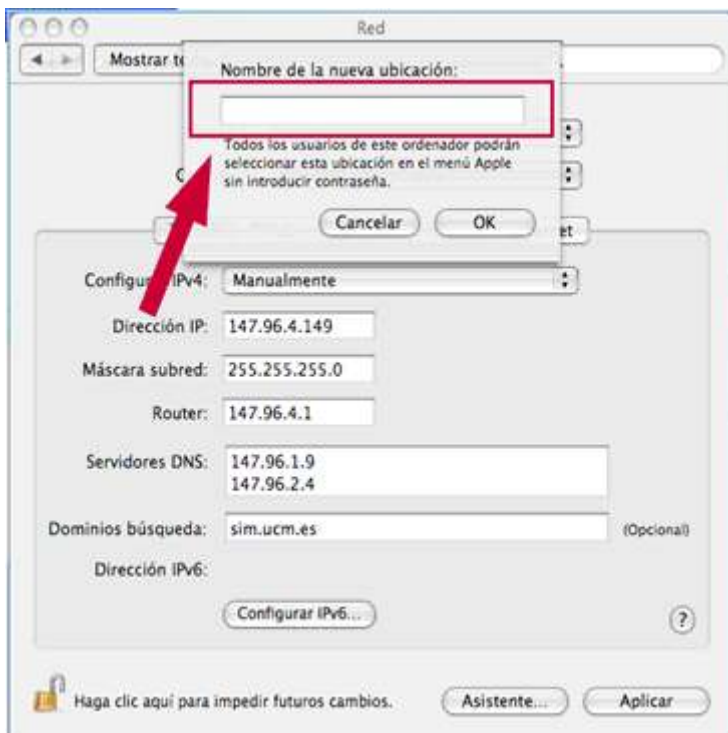 Red
Mostrar t
Nombre de la nueva ubicación:
Todos los usuarios de este ordenador podrán
seleccionar esta ubicación en el menú Apple
sin introducir contraseña.
Cancelar OK
et
Configur IPv4: Manualmente
Dirección IP: 147.96.4.149
Máscara subred: 255.255.255.0
Router: 147.96.4.1
Servidores DNS: 147.96.1.9
147.96.2.4
Dominios búsqueda: sim.ucm.es (Opcional)
Dirección IPv6:
Configurar IPv6... ?
Haga clic aquí para impedir futuros cambios. Asistente... Aplicar